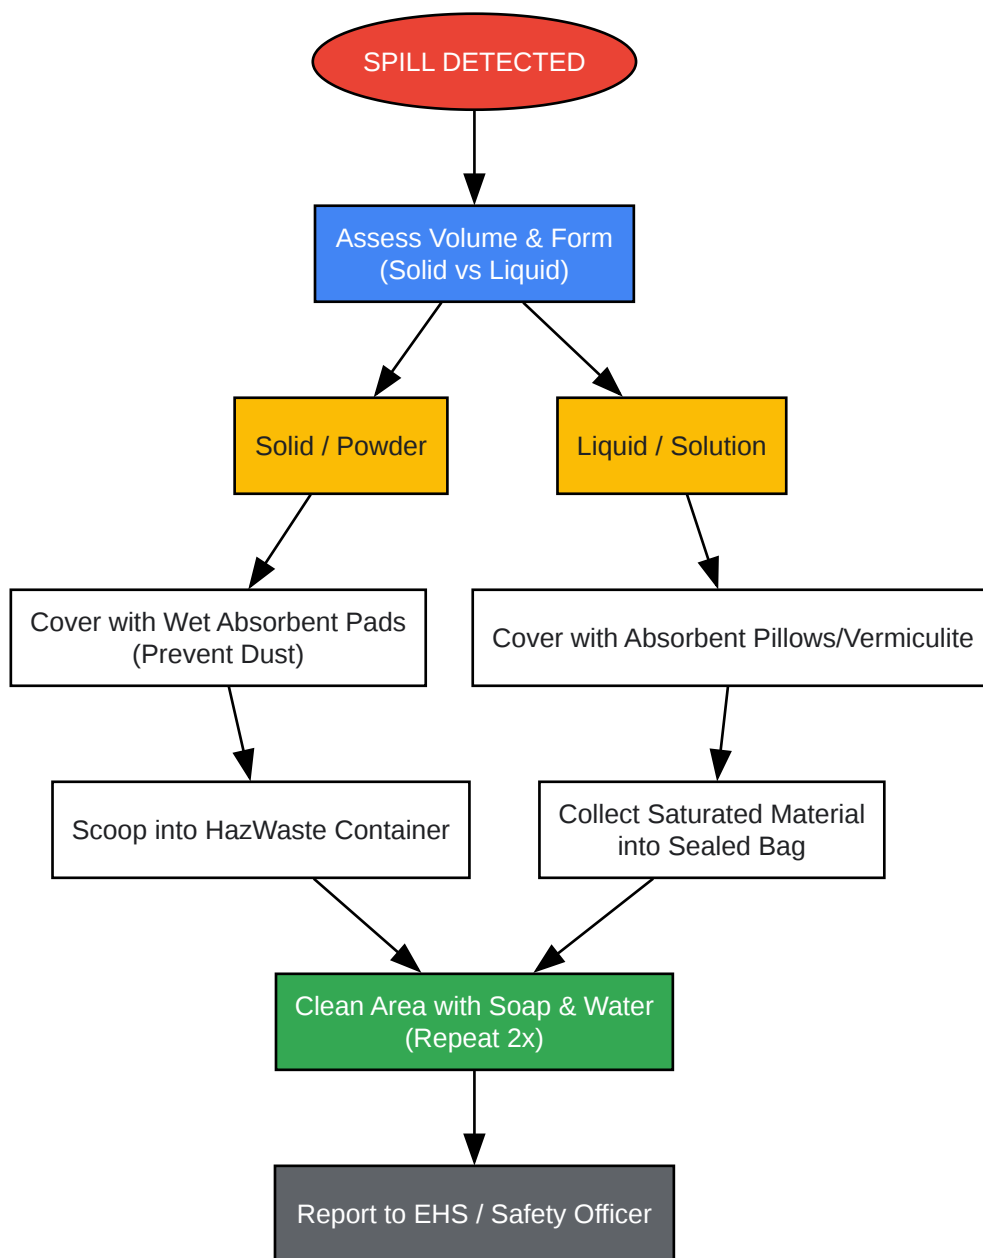 SPILL DETECTED
Assess Volume & Form
(Solid vs Liquid)
Solid / Powder
Liquid / Solution
Cover with Wet Absorbent Pads
(Prevent Dust)
Cover with Absorbent Pillows/Vermiculite
Scoop into HazWaste Container
Collect Saturated Material
into Sealed Bag
Clean Area with Soap & Water
(Repeat 2x)
Report to EHS / Safety Officer